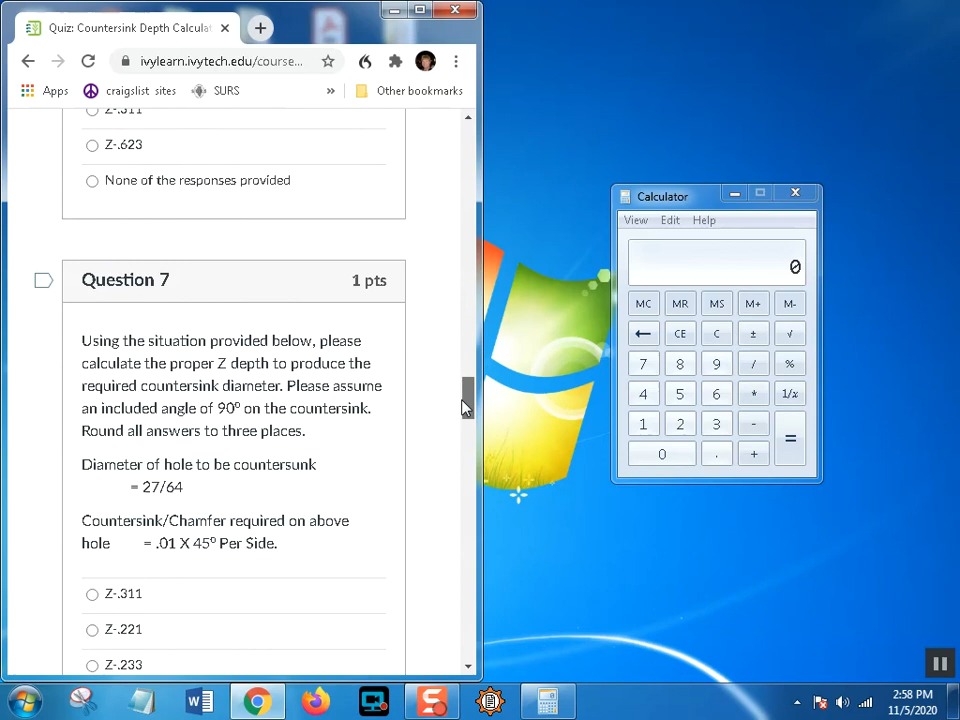 Quiz: Countersink Depth Calculat
ivylearn.ivytech.edu/course...
Apps craigslist sites SURS » Other bookmarks
Z-.311
Z-.623
None of the responses provided
Question 7 1 pts
Using the situation provided below, please
calculate the proper Z depth to produce the
required countersink diameter. Please assume
an included angle of 90º on the countersink.
Round all answers to three places.
Diameter of hole to be countersunk
= 27/64
Countersink/Chamfer required on above
hole = .01 X 45º Per Side.
Z-.311
Z-.221
Z-.233
Calculator
View Edit Help
0
MC MR MS M+ M-
← CE C ± √
7 8 9 / %
4 5 6 * 1/x
1 2 3 - =
0 . +
2:58 PM
11/5/2020